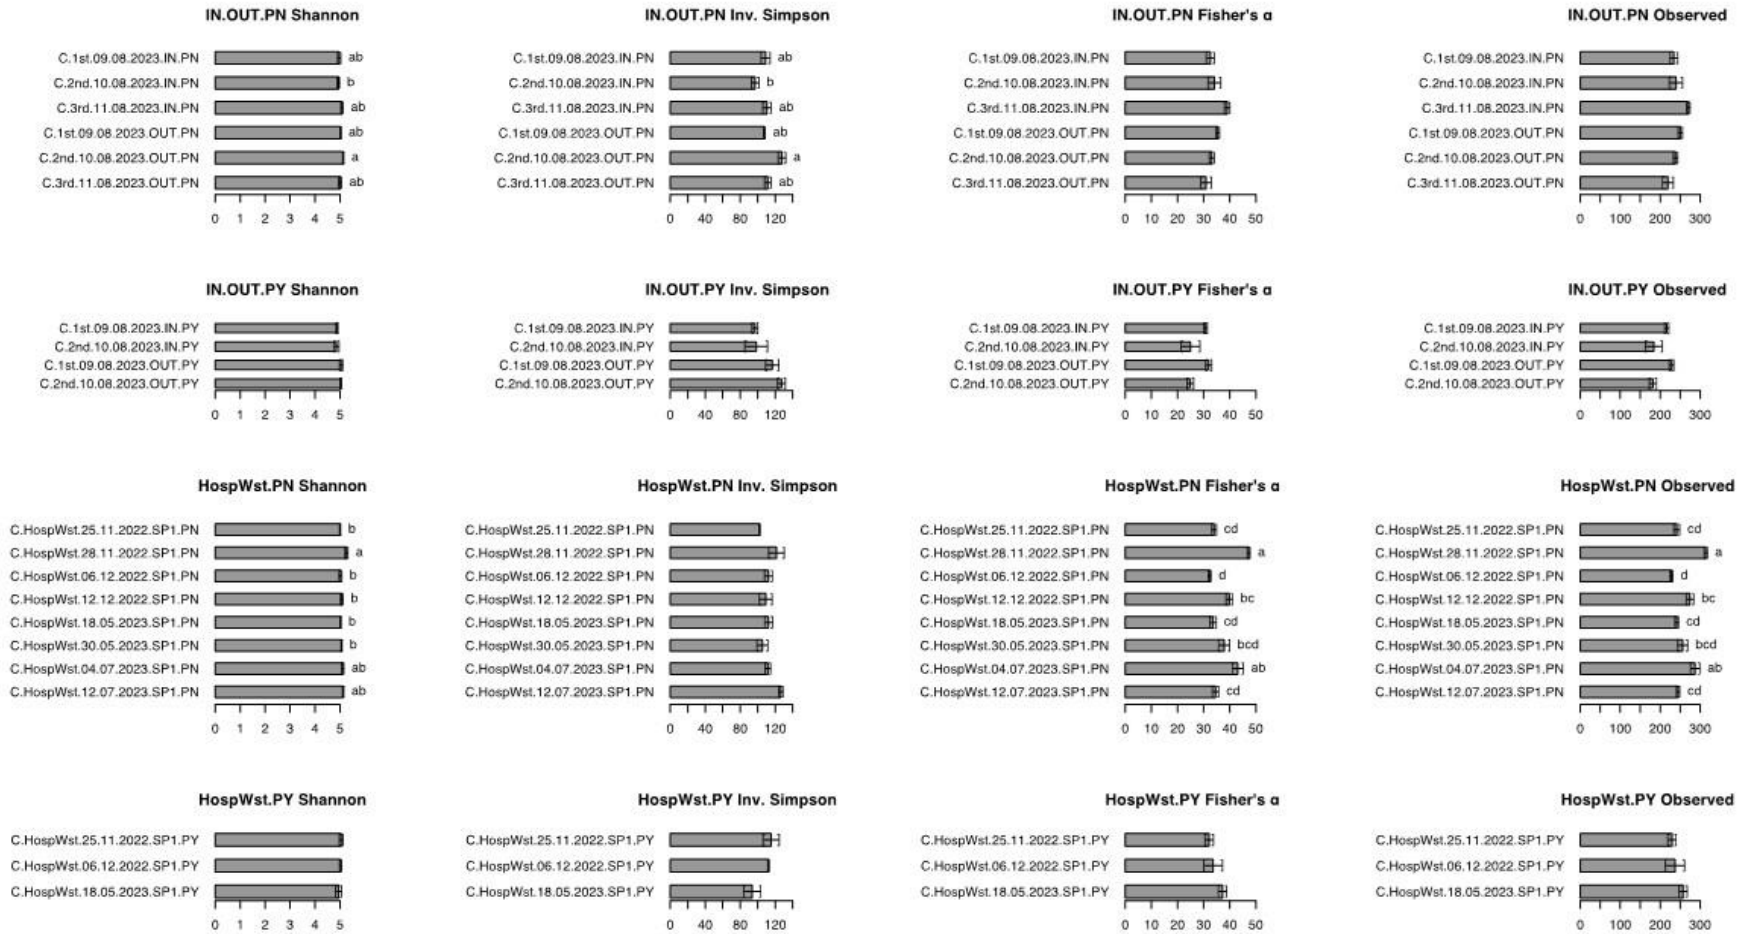 IN.OUT.PN Shannon
C.1st.09.08.2023.IN.PN ab
C.2nd.10.08.2023.IN.PN b
C.3rd.11.08.2023.IN.PN ab
C.1st.09.08.2023.OUT.PN ab
C.2nd.10.08.2023.OUT.PN a
C.3rd.11.08.2023.OUT.PN ab
0 1 2 3 4 5
IN.OUT.PN Inv. Simpson
C.1st.09.08.2023.IN.PN ab
C.2nd.10.08.2023.IN.PN b
C.3rd.11.08.2023.IN.PN ab
C.1st.09.08.2023.OUT.PN ab
C.2nd.10.08.2023.OUT.PN a
C.3rd.11.08.2023.OUT.PN ab
0 40 80 120
IN.OUT.PN Fisher's α
C.1st.09.08.2023.IN.PN
C.2nd.10.08.2023.IN.PN
C.3rd.11.08.2023.IN.PN
C.1st.09.08.2023.OUT.PN
C.2nd.10.08.2023.OUT.PN
C.3rd.11.08.2023.OUT.PN
0 10 20 30 40 50
IN.OUT.PN Observed
C.1st.09.08.2023.IN.PN
C.2nd.10.08.2023.IN.PN
C.3rd.11.08.2023.IN.PN
C.1st.09.08.2023.OUT.PN
C.2nd.10.08.2023.OUT.PN
C.3rd.11.08.2023.OUT.PN
0 100 200 300
IN.OUT.PY Shannon
C.1st.09.08.2023.IN.PY
C.2nd.10.08.2023.IN.PY
C.1st.09.08.2023.OUT.PY
C.2nd.10.08.2023.OUT.PY
0 1 2 3 4 5
IN.OUT.PY Inv. Simpson
C.1st.09.08.2023.IN.PY
C.2nd.10.08.2023.IN.PY
C.1st.09.08.2023.OUT.PY
C.2nd.10.08.2023.OUT.PY
0 40 80 120
IN.OUT.PY Fisher's α
C.1st.09.08.2023.IN.PY
C.2nd.10.08.2023.IN.PY
C.1st.09.08.2023.OUT.PY
C.2nd.10.08.2023.OUT.PY
0 10 20 30 40 50
IN.OUT.PY Observed
C.1st.09.08.2023.IN.PY
C.2nd.10.08.2023.IN.PY
C.1st.09.08.2023.OUT.PY
C.2nd.10.08.2023.OUT.PY
0 100 200 300
HospWst.PN Shannon
C.HospWst.25.11.2022.SP1.PN b
C.HospWst.28.11.2022.SP1.PN a
C.HospWst.06.12.2022.SP1.PN b
C.HospWst.12.12.2022.SP1.PN b
C.HospWst.18.05.2023.SP1.PN b
C.HospWst.30.05.2023.SP1.PN b
C.HospWst.04.07.2023.SP1.PN ab
C.HospWst.12.07.2023.SP1.PN ab
0 1 2 3 4 5
HospWst.PN Inv. Simpson
C.HospWst.25.11.2022.SP1.PN
C.HospWst.28.11.2022.SP1.PN
C.HospWst.06.12.2022.SP1.PN
C.HospWst.12.12.2022.SP1.PN
C.HospWst.18.05.2023.SP1.PN
C.HospWst.30.05.2023.SP1.PN
C.HospWst.04.07.2023.SP1.PN
C.HospWst.12.07.2023.SP1.PN
0 40 80 120
HospWst.PN Fisher's α
C.HospWst.25.11.2022.SP1.PN cd
C.HospWst.28.11.2022.SP1.PN a
C.HospWst.06.12.2022.SP1.PN d
C.HospWst.12.12.2022.SP1.PN bc
C.HospWst.18.05.2023.SP1.PN cd
C.HospWst.30.05.2023.SP1.PN bcd
C.HospWst.04.07.2023.SP1.PN ab
C.HospWst.12.07.2023.SP1.PN cd
0 10 20 30 40 50
HospWst.PN Observed
C.HospWst.25.11.2022.SP1.PN cd
C.HospWst.28.11.2022.SP1.PN a
C.HospWst.06.12.2022.SP1.PN d
C.HospWst.12.12.2022.SP1.PN bc
C.HospWst.18.05.2023.SP1.PN cd
C.HospWst.30.05.2023.SP1.PN bcd
C.HospWst.04.07.2023.SP1.PN ab
C.HospWst.12.07.2023.SP1.PN cd
0 100 200 300
HospWst.PY Shannon
C.HospWst.25.11.2022.SP1.PY
C.HospWst.06.12.2022.SP1.PY
C.HospWst.18.05.2023.SP1.PY
0 1 2 3 4 5
HospWst.PY Inv. Simpson
C.HospWst.25.11.2022.SP1.PY
C.HospWst.06.12.2022.SP1.PY
C.HospWst.18.05.2023.SP1.PY
0 40 80 120
HospWst.PY Fisher's α
C.HospWst.25.11.2022.SP1.PY
C.HospWst.06.12.2022.SP1.PY
C.HospWst.18.05.2023.SP1.PY
0 10 20 30 40 50
HospWst.PY Observed
C.HospWst.25.11.2022.SP1.PY
C.HospWst.06.12.2022.SP1.PY
C.HospWst.18.05.2023.SP1.PY
0 100 200 300